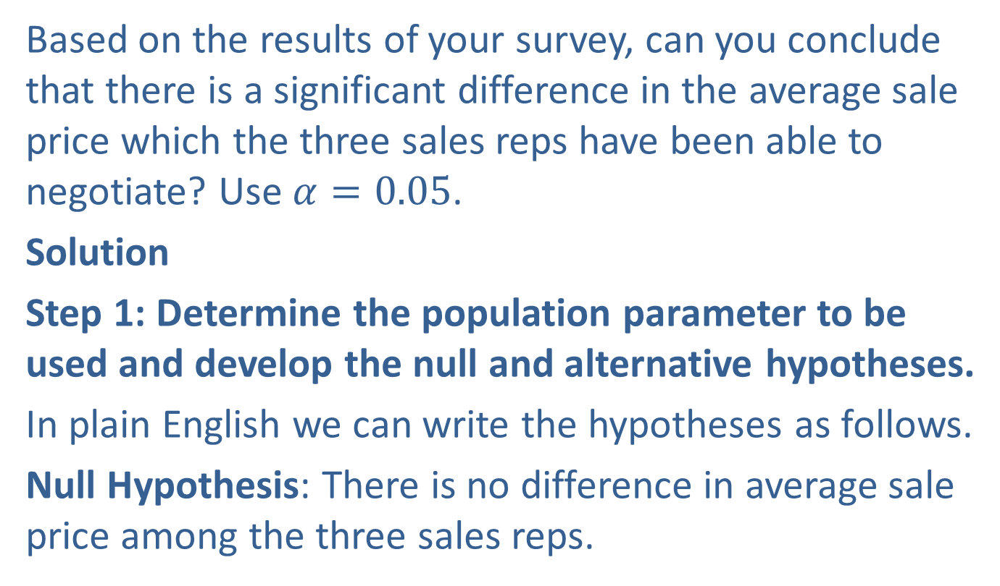 Based on the results of your survey, can you conclude
that there is a significant difference in the average sale
price which the three sales reps have been able to
negotiate? Use α = 0.05.
Solution
Step 1: Determine the population parameter to be
used and develop the null and alternative hypotheses.
In plain English we can write the hypotheses as follows.
Null Hypothesis: There is no difference in average sale
price among the three sales reps.